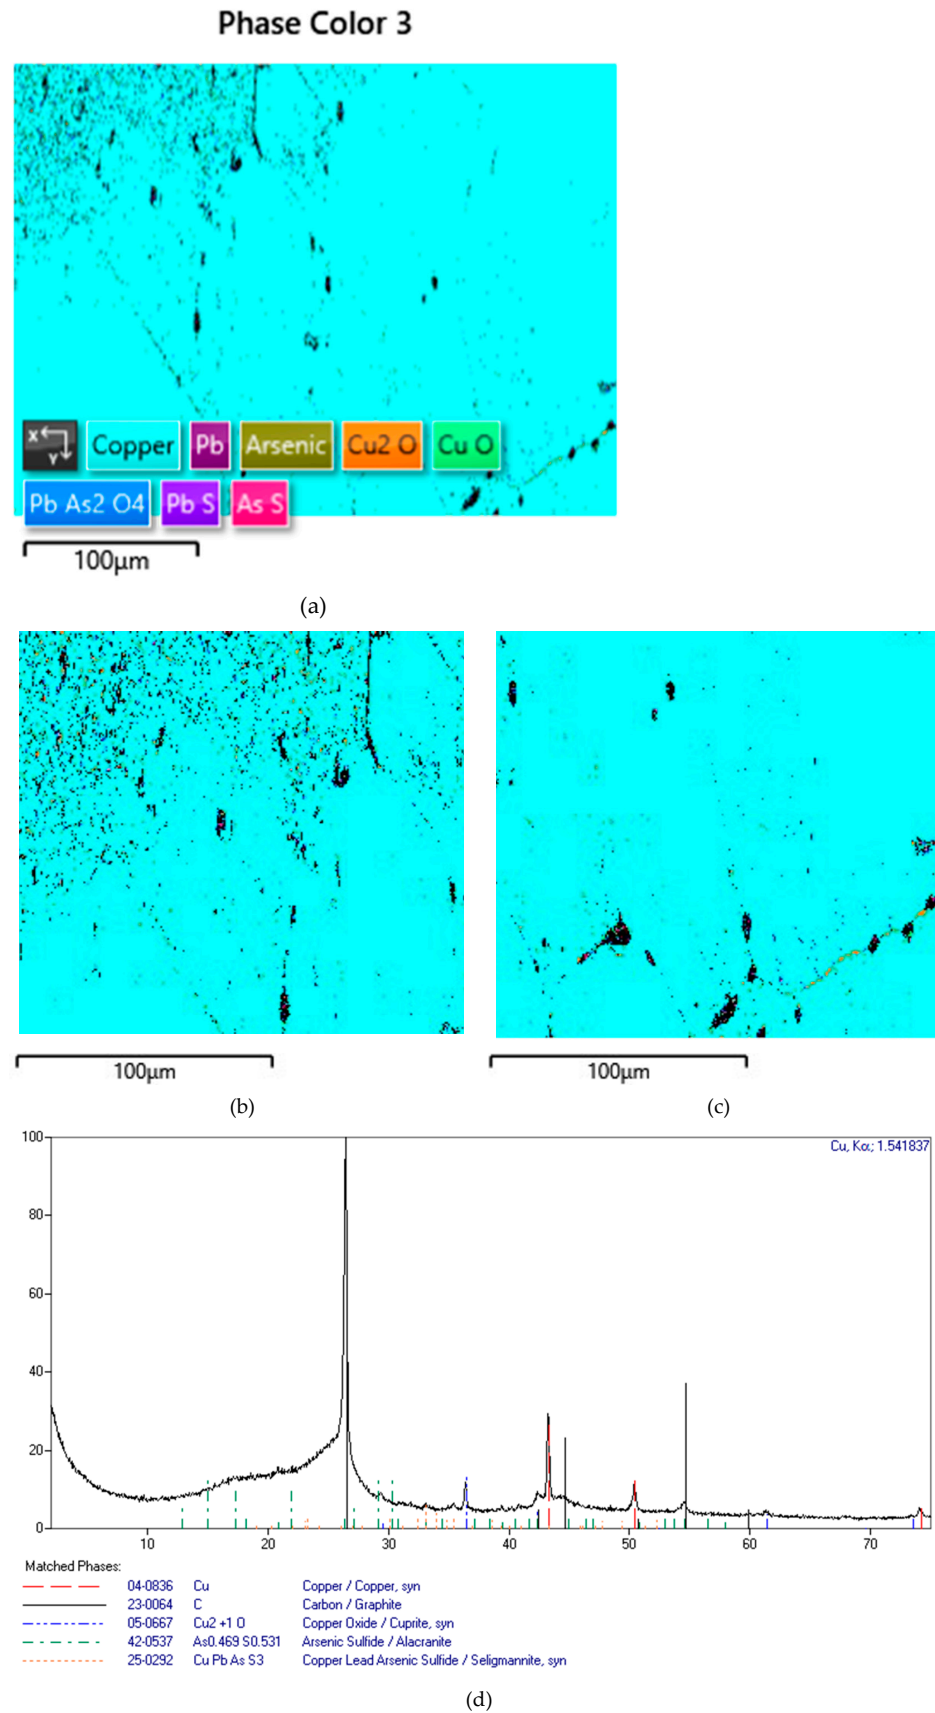 Phase Color 3
X Y Copper Pb Arsenic Cu2 O Cu O
Pb As2 O4 Pb S As S
100μm
(a)
100μm 100μm
(b) (c)
100
Cu, Kα; 1.541837
80
60
40
20
0
10 20 30 40 50 60 70
Matched Phases:
04-0836 Cu Copper / Copper, syn
23-0064 C Carbon / Graphite
05-0667 Cu2 +1 O Copper Oxide / Cuprite, syn
42-0537 As0.469 S0.531 Arsenic Sulfide / Alacranite
25-0292 Cu Pb As S3 Copper Lead Arsenic Sulfide / Seligmannite, syn
(d)